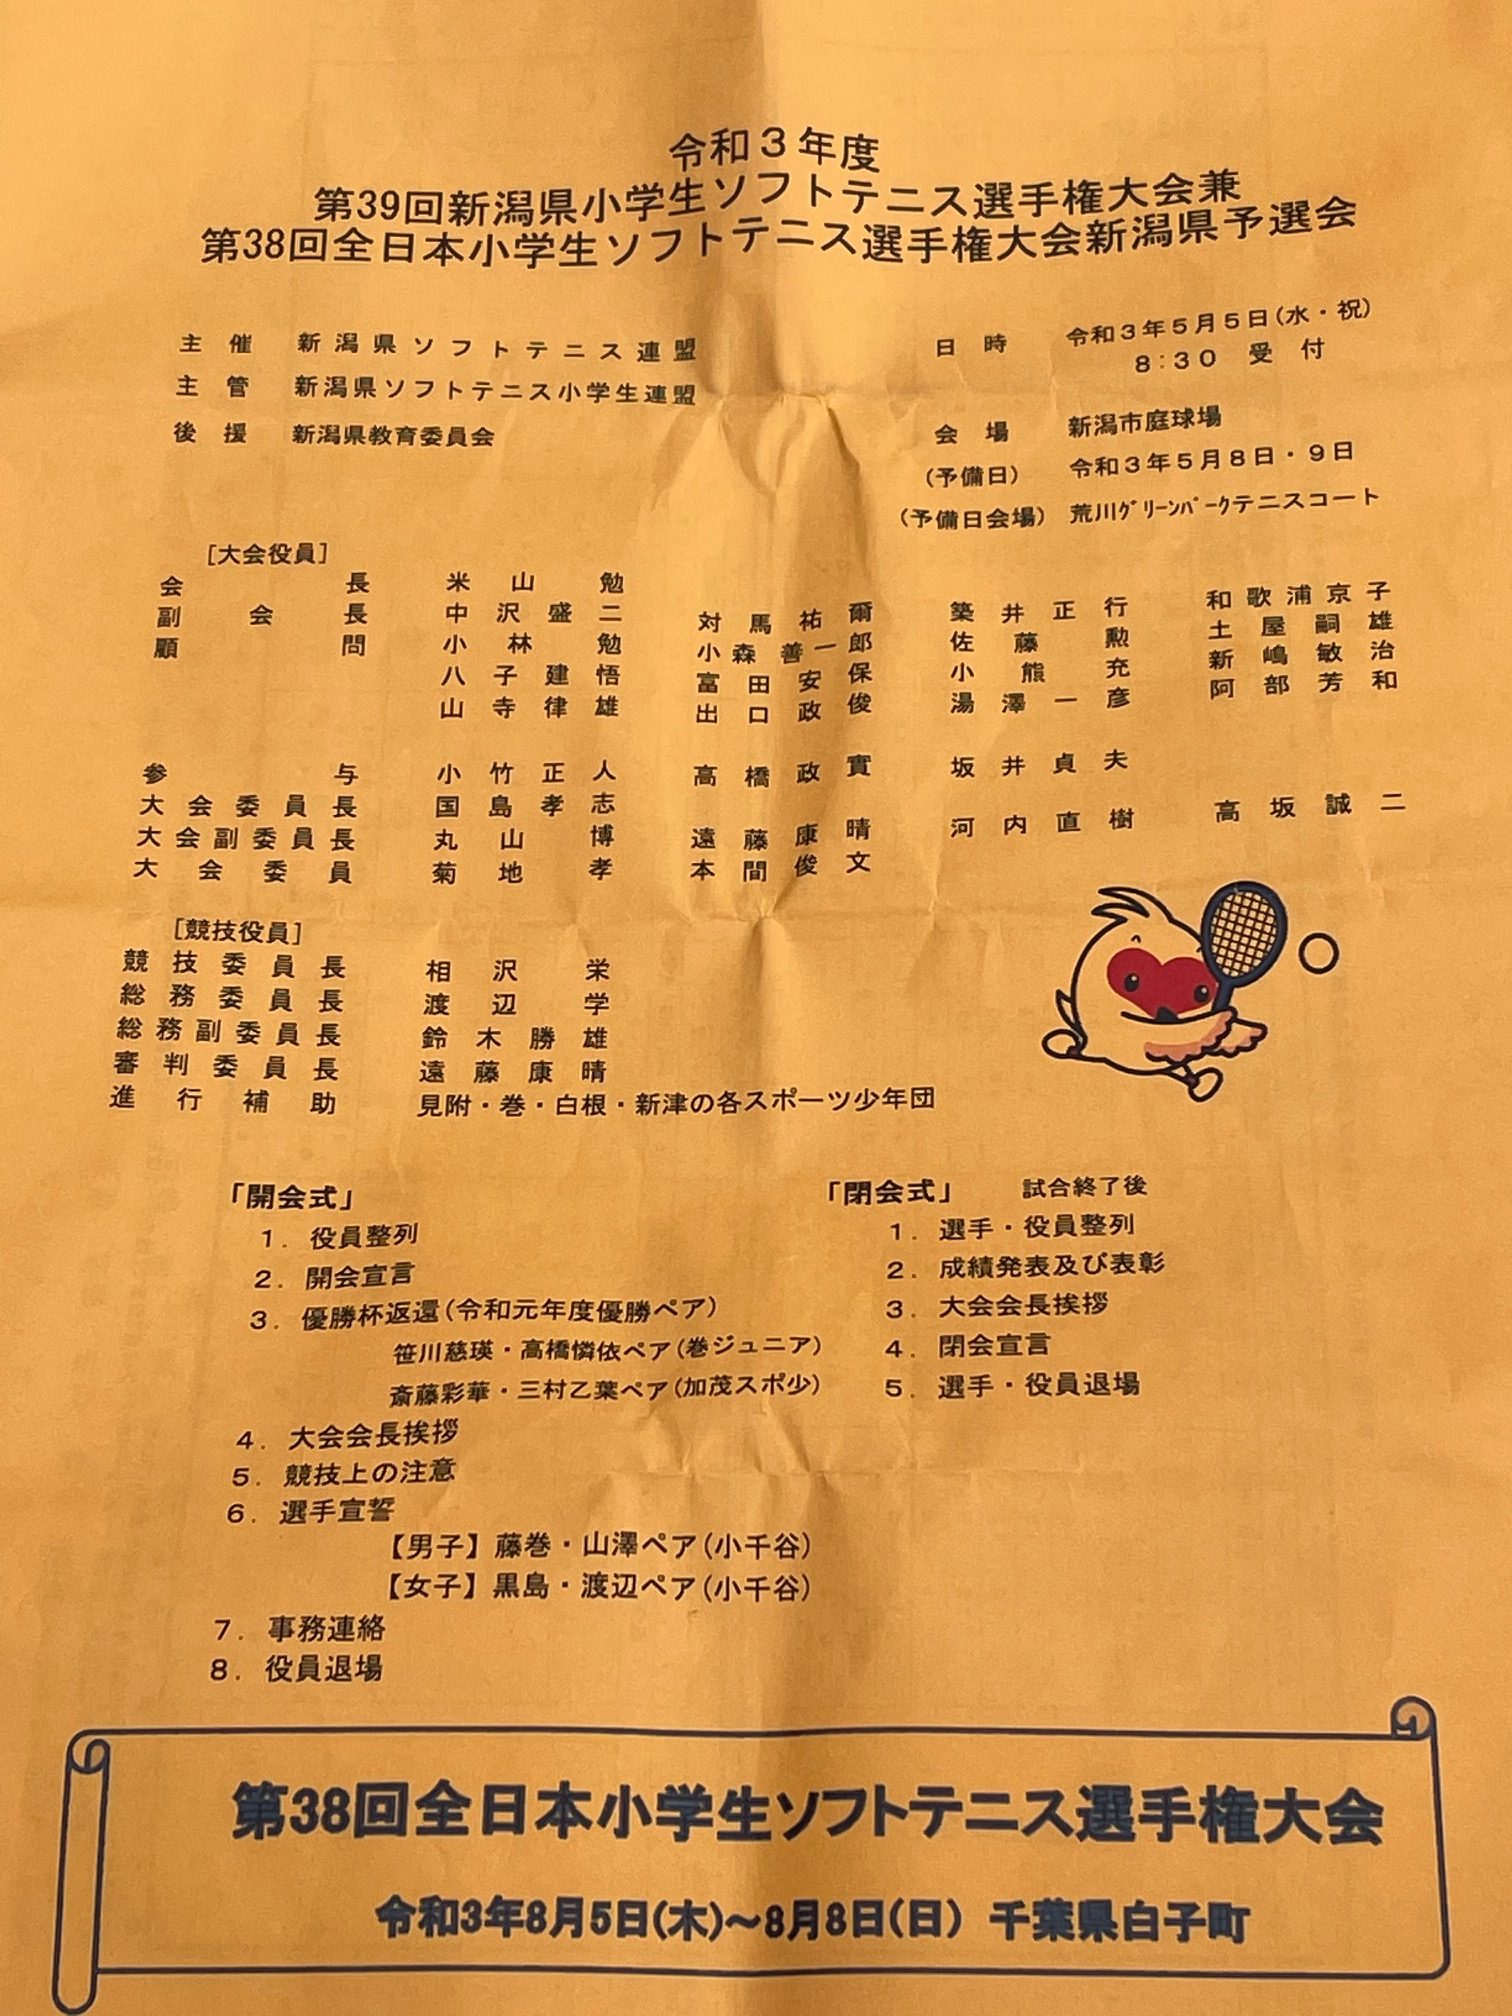 令和３年度
第39回新潟県小学生ソフトテニス選手権大会兼
第38回全日本小学生ソフトテニス選手権大会新潟県予選会
主催 新潟県ソフトテニス連盟
主管 新潟県ソフトテニス小学生連盟
後援 新潟県教育委員会
日時 令和３年５月５日(水・祝)
８:３０ 受付
会場 新潟市庭球場
(予備日) 令和３年５月８日・９日
(予備日会場) 荒川ｸﾞﾘｰﾝﾊﾟｰｸテニスコート
[大会役員]
会長 米山勉
副会長 中沢盛二 対馬祐爾 築井正行 和歌浦京子
顧問 小林勉 小森善一郎 佐藤勲 土屋嗣雄
八子建悟 富田安保 小熊充 新嶋敏治
山寺律雄 出口政俊 湯澤一彦 阿部芳和
参与 小竹正人 高橋政實 坂井貞夫
大会委員長 国島孝志
大会副委員長 丸山博 遠藤康晴 河内直樹 高坂誠二
大会委員 菊地孝 本間俊文
[競技役員]
競技委員長 相沢栄
総務委員長 渡辺学
総務副委員長 鈴木勝雄
審判委員長 遠藤康晴
進行補助 見附・巻・白根・新津の各スポーツ少年団
「開会式」
１. 役員整列
２. 開会宣言
３. 優勝杯返還(令和元年度優勝ペア)
笹川慈瑛・高橋憐依ペア(巻ジュニア)
斎藤彩華・三村乙葉ペア(加茂スポ少)
４. 大会会長挨拶
５. 競技上の注意
６. 選手宣誓
【男子】藤巻・山澤ペア(小千谷)
【女子】黒島・渡辺ペア(小千谷)
７. 事務連絡
８. 役員退場
「閉会式」 試合終了後
１. 選手・役員整列
２. 成績発表及び表彰
３. 大会会長挨拶
４. 閉会宣言
５. 選手・役員退場
第38回全日本小学生ソフトテニス選手権大会
令和3年8月5日(木)～8月8日(日) 千葉県白子町